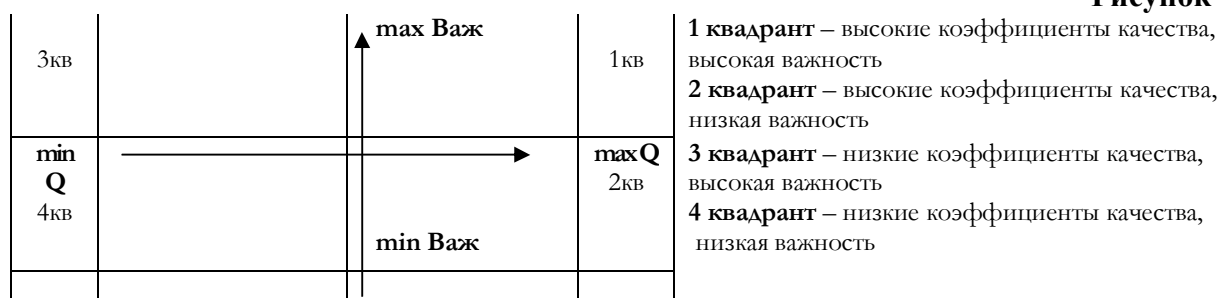 Рисунок
max Важ
3кв
1кв
min
Q
4кв
maxQ
2кв
min Важ
1 квадрант – высокие коэффициенты качества,
высокая важность
2 квадрант – высокие коэффициенты качества,
низкая важность
3 квадрант – низкие коэффициенты качества,
высокая важность
4 квадрант – низкие коэффициенты качества,
низкая важность